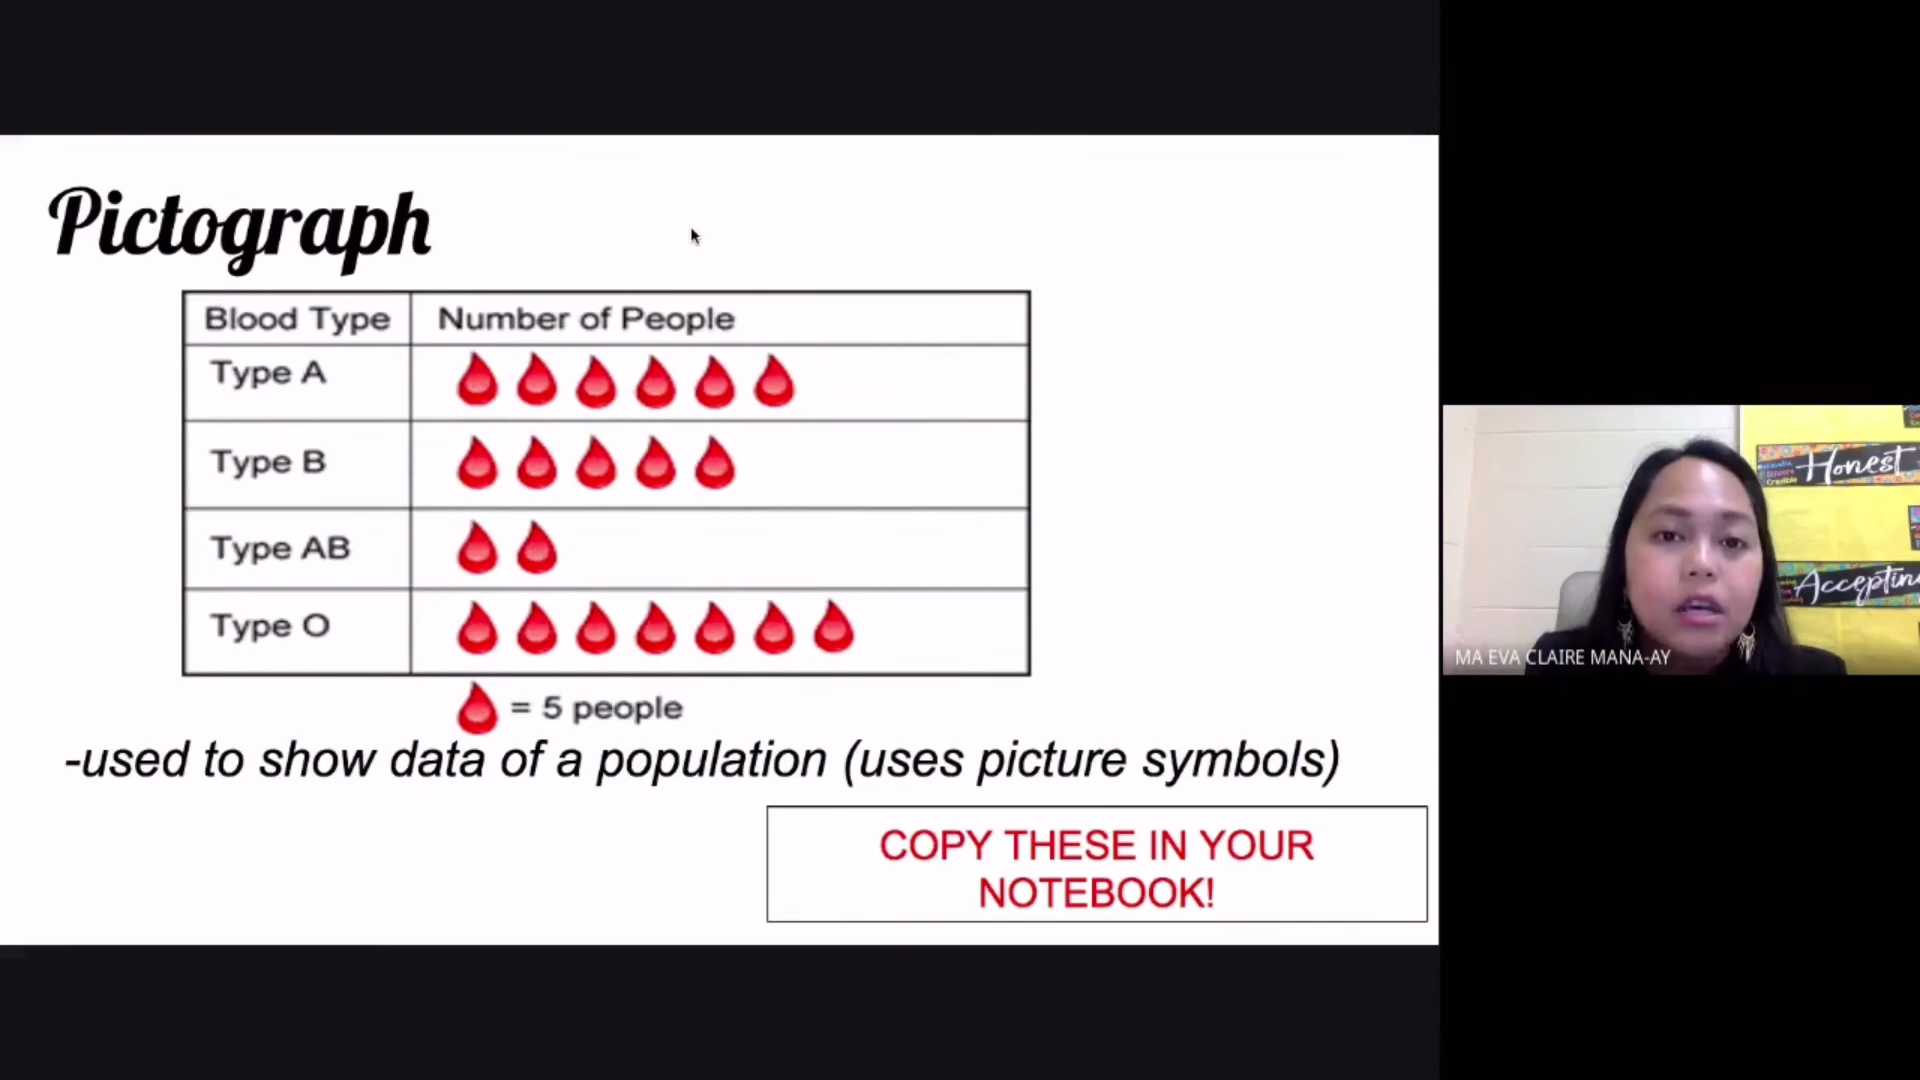 Pictograph
Blood Type Number of People
Type A
Type B
Type AB
Type O
= 5 people
-used to show data of a population (uses picture symbols)
COPY THESE IN YOUR
NOTEBOOK!
Honest
Accepting
MA EVA CLAIRE MANA-AY